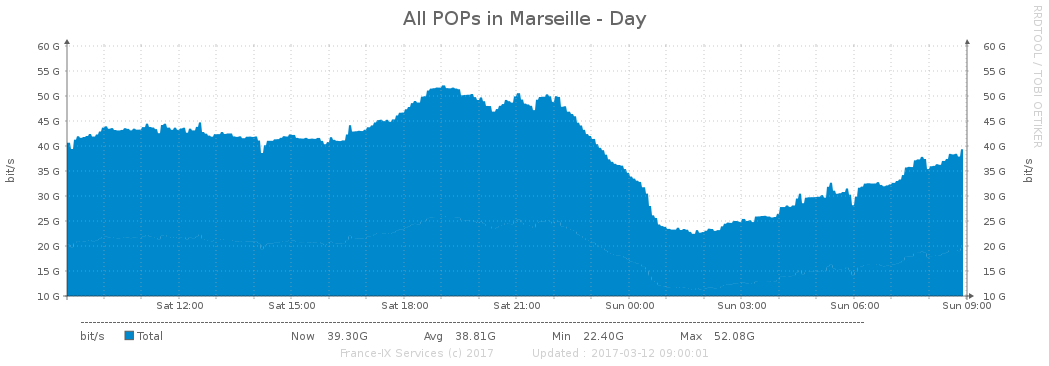 All POPs in Marseille - Day
RRDTOOL / TOBI OETIKER
60 G 60 G
55 G 55 G
50 G 50 G
45 G 45 G
40 G 40 G
35 G 35 G
30 G 30 G
25 G 25 G
20 G 20 G
15 G 15 G
10 G 10 G
bit/s bit/s
Sat 12:00 Sat 15:00 Sat 18:00 Sat 21:00 Sun 00:00 Sun 03:00 Sun 06:00 Sun 09:00
bit/s Total Now 39.30G Avg 38.81G Min 22.40G Max 52.08G
France-IX Services (c) 2017 Updated : 2017-03-12 09:00:01